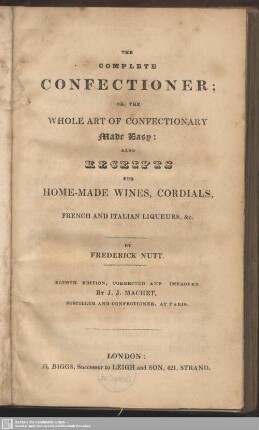 THE
COMPLETE
CONFECTIONER;
OR, THE
WHOLE ART OF CONFECTIONARY
Made Easy:
ALSO
RECEIPTS
FOR
HOME-MADE WINES, CORDIALS,
FRENCH AND ITALIAN LIQUEURS, &c.
BY
FREDERICK NUTT.
EIGHTH EDITION, CORRECTED AND IMPROVED
BY J. J. MACHET,
DISTILLER AND CONFECTIONER, AT PARIS.
LONDON:
G. BIGGS, Successor to LEIGH and SON, 421, STRAND.